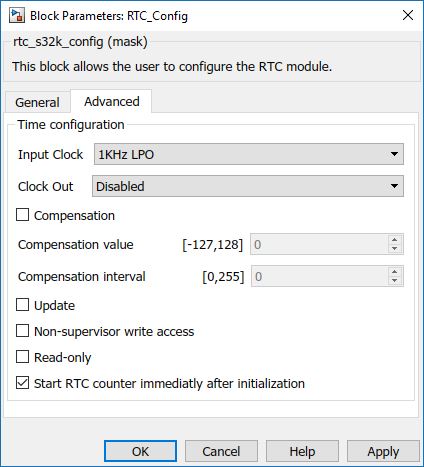 Block Parameters: RTC_Config
rtc_s32k_config (mask)
This block allows the user to configure the RTC module.
General Advanced
Time configuration
Input Clock 1KHz LPO
Clock Out Disabled
Compensation
Compensation value [-127,128] 0
Compensation interval [0,255] 0
Update
Non-supervisor write access
Read-only
Start RTC counter immediatly after initialization
OK Cancel Help Apply